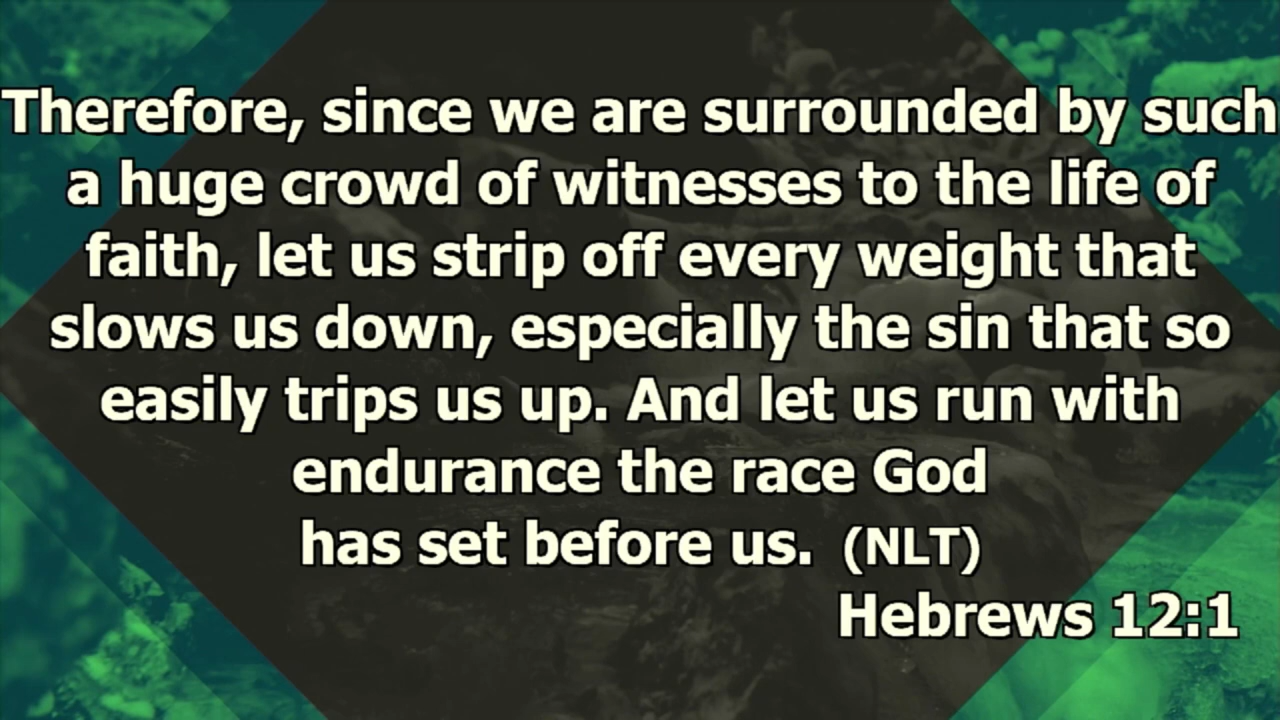 Therefore, since we are surrounded by such
a huge crowd of witnesses to the life of
faith, let us strip off every weight that
slows us down, especially the sin that so
easily trips us up. And let us run with
endurance the race God
has set before us. (NLT)
Hebrews 12:1